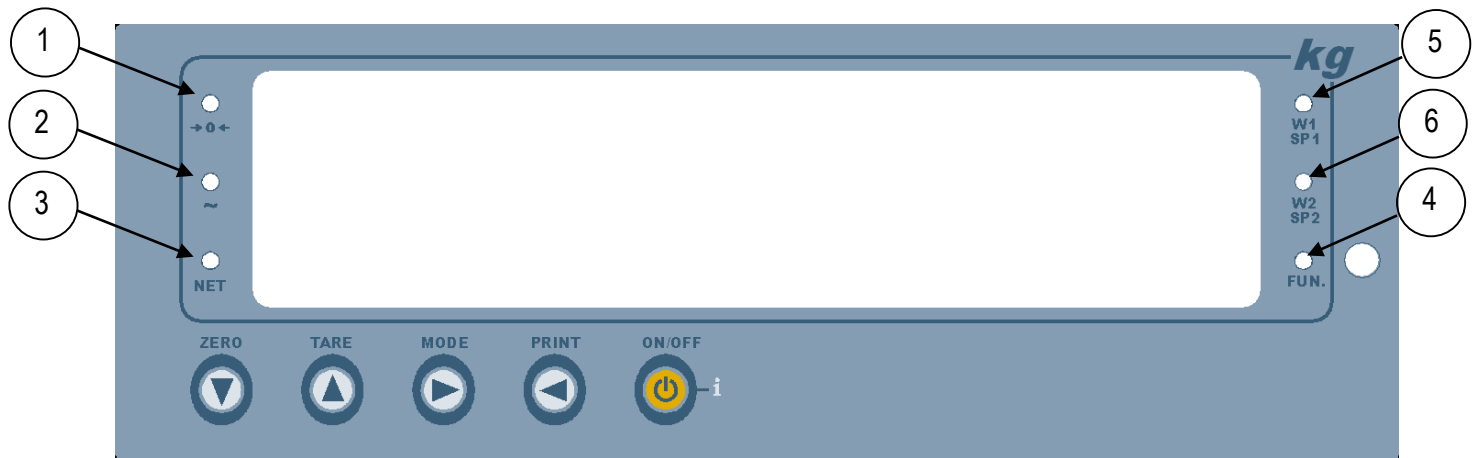 1
5
kg
2
→0←
W1
SP1
6
3
~
W2
SP2
4
NET
FUN.
ZERO TARE MODE PRINT ON/OFF
i